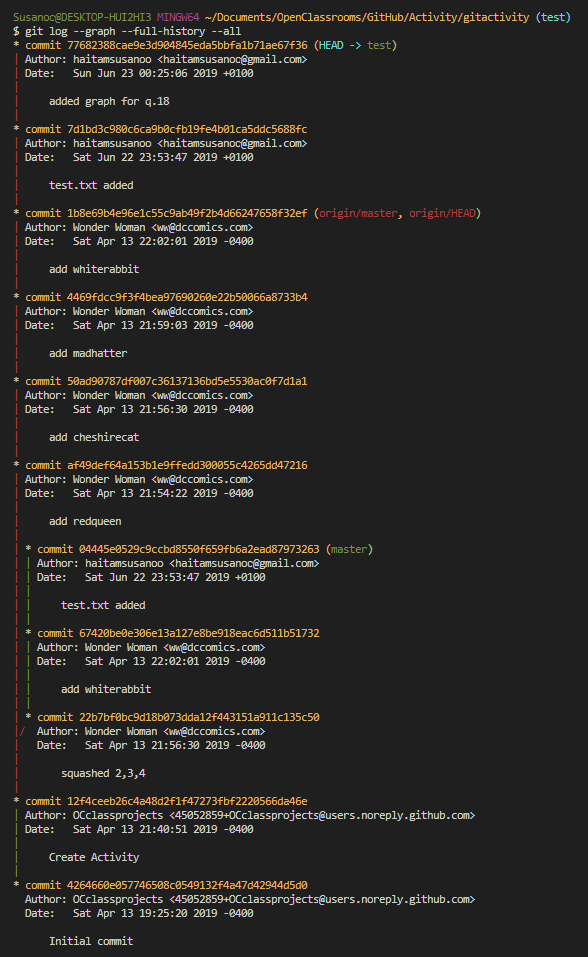 Susanoc@DESKTOP-HUI2HI3 MINGW64 ~/Documents/OpenClassrooms/GitHub/Activity/gitactivity (test)
$ git log --graph --full-history --all
* commit 77682388cae9e3d904845eda5bbfa1b71ae67f36 (HEAD -> test)
| Author: haitamsusanoo <haitamsusanoc@gmail.com>
| Date:   Sun Jun 23 00:25:06 2019 +0100
|
|     added graph for q.18
|
* commit 7d1bd3c980c6ca9b0cfb19fe4b01ca5ddc5688fc
| Author: haitamsusanoo <haitamsusanoc@gmail.com>
| Date:   Sat Jun 22 23:53:47 2019 +0100
|
|     test.txt added
|
* commit 1b8e69b4e96e1c55c9ab49f2b4d66247658f32ef (origin/master, origin/HEAD)
| Author: Wonder Woman <ww@dccomics.com>
| Date:   Sat Apr 13 22:02:01 2019 -0400
|
|     add whiterabbit
|
* commit 4469fdcc9f3f4bea97690260e22b50066a8733b4
| Author: Wonder Woman <ww@dccomics.com>
| Date:   Sat Apr 13 21:59:03 2019 -0400
|
|     add madhatter
|
* commit 50ad90787df007c36137136bd5e5530ac0f7d1a1
| Author: Wonder Woman <ww@dccomics.com>
| Date:   Sat Apr 13 21:56:30 2019 -0400
|
|     add cheshirecat
|
* commit af49def64a153b1e9ffedd300055c4265dd47216
| Author: Wonder Woman <ww@dccomics.com>
| Date:   Sat Apr 13 21:54:22 2019 -0400
|
|     add redqueen
|
| * commit 04445e0529c9ccbd8550f659fb6a2ead87973263 (master)
| | Author: haitamsusanoo <haitamsusanoc@gmail.com>
| | Date:   Sat Jun 22 23:53:47 2019 +0100
| |
| |     test.txt added
| |
| * commit 67420be0e306e13a127e8be918eac6d511b51732
| | Author: Wonder Woman <ww@dccomics.com>
| | Date:   Sat Apr 13 22:02:01 2019 -0400
| |
| |     add whiterabbit
| |
| * commit 22b7bf0bc9d18b073dda12f443151a911c135c50
|/  Author: Wonder Woman <ww@dccomics.com>
|   Date:   Sat Apr 13 21:56:30 2019 -0400
|
|       squashed 2,3,4
|
* commit 12f4ceeb26c4a48d2f1f47273fbf2220566da46e
| Author: OCclassprojects <45052859+OCclassprojects@users.noreply.github.com>
| Date:   Sat Apr 13 21:40:51 2019 -0400
|
|     Create Activity
|
* commit 4264660e057746508c0549132f4a47d42944d5d0
  Author: OCclassprojects <45052859+OCclassprojects@users.noreply.github.com>
  Date:   Sat Apr 13 19:25:20 2019 -0400

      Initial commit